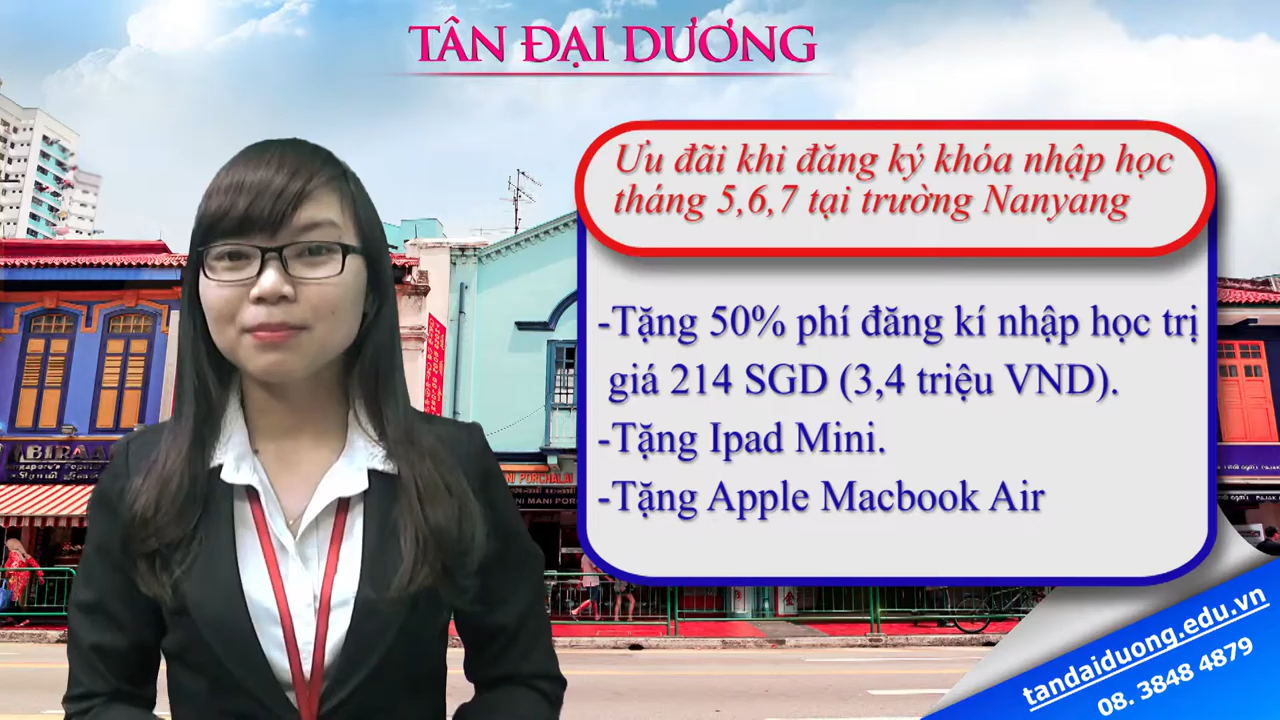 TÂN ĐẠI DƯƠNG
Ưu đãi khi đăng ký khóa nhập học
tháng 5,6,7 tại trường Nanyang
-Tặng 50% phí đăng kí nhập học trị
giá 214 SGD (3,4 triệu VND).
-Tặng Ipad Mini.
-Tặng Apple Macbook Air
tandaiduong.edu.vn
08. 3848 4879